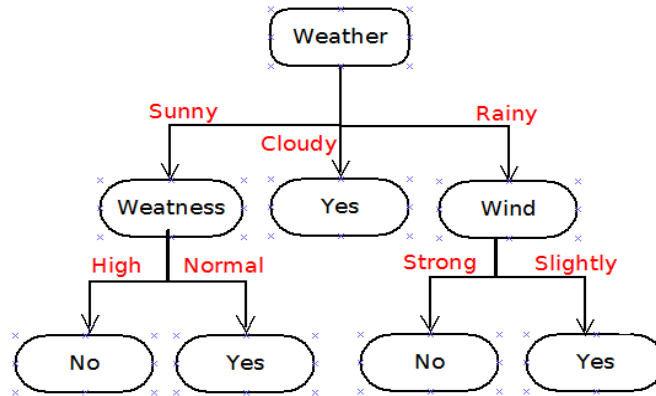 Weather
Sunny
Cloudy
Rainy
Weatness
Yes
Wind
High
Normal
Strong
Slightly
No
Yes
No
Yes